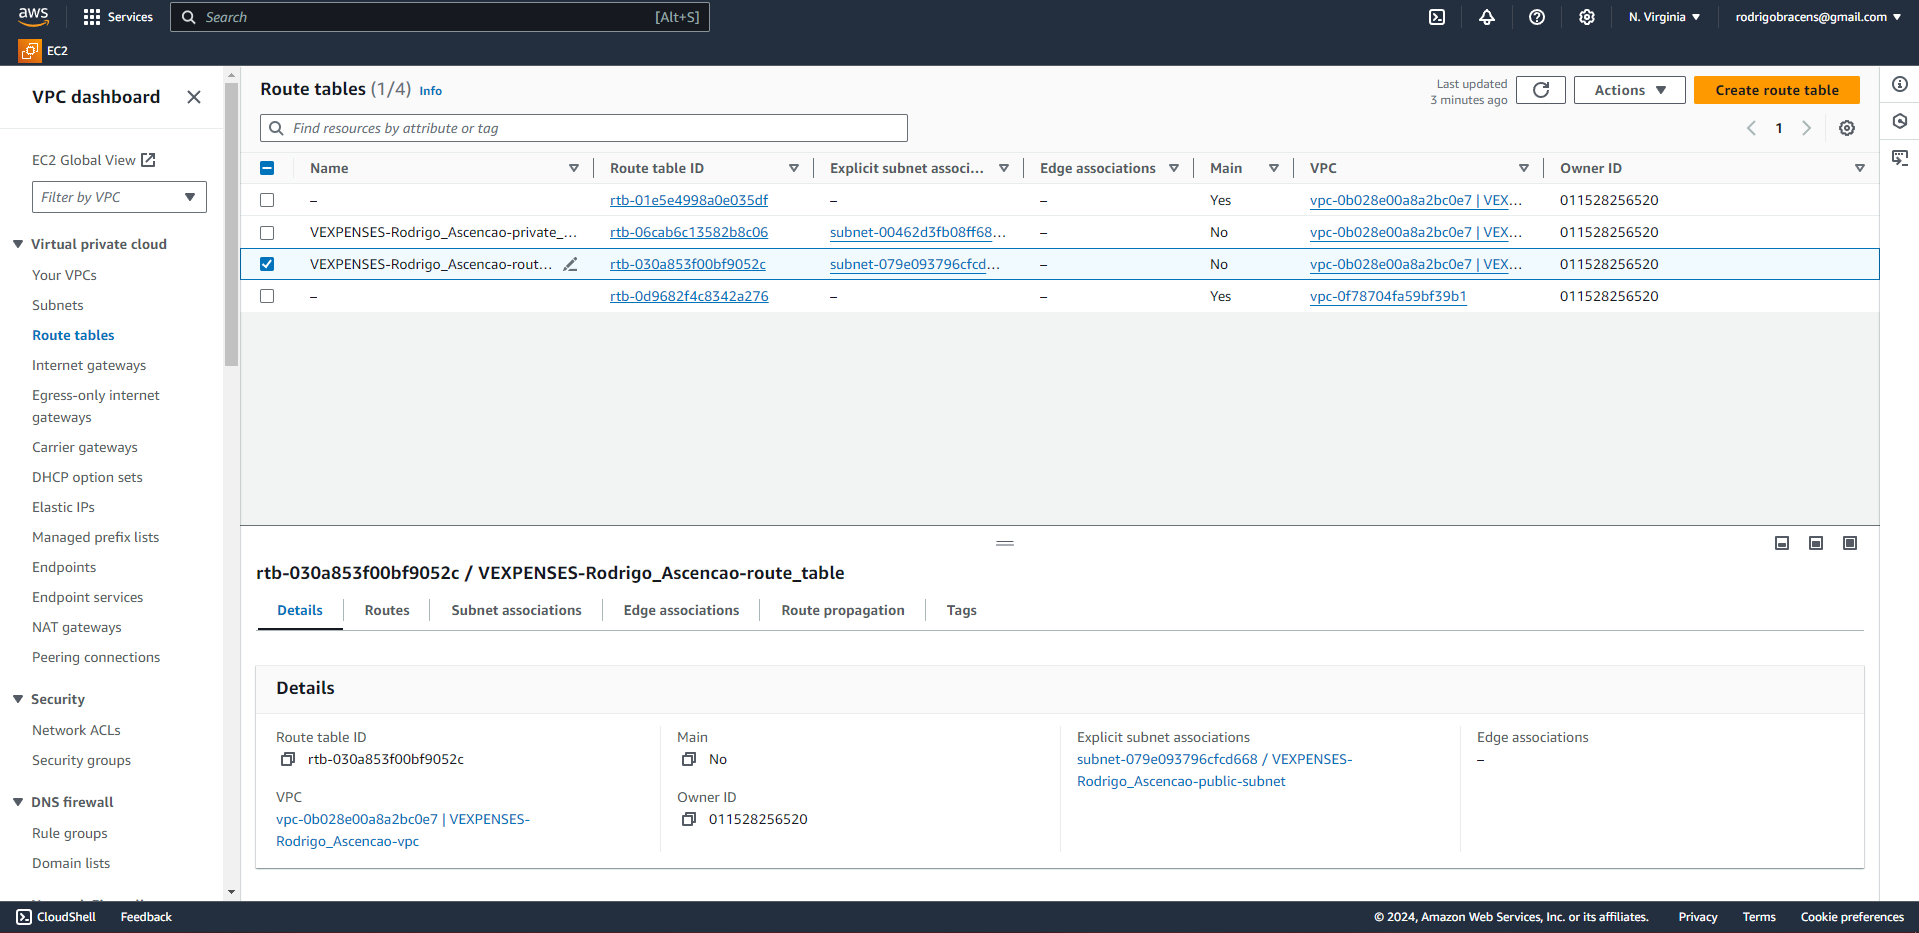 aws
Services
Search
[Alt+S]
N. Virginia
rodrigobracens@gmail.com
EC2
VPC dashboard
EC2 Global View
Filter by VPC
Virtual private cloud
Your VPCs
Subnets
Route tables
Internet gateways
Egress-only internet
gateways
Carrier gateways
DHCP option sets
Elastic IPs
Managed prefix lists
Endpoints
Endpoint services
NAT gateways
Peering connections
Security
Network ACLs
Security groups
DNS firewall
Rule groups
Domain lists
Route tables (1/4) Info
Last updated
3 minutes ago
Actions
Create route table
Find resources by attribute or tag
1
Name Route table ID Explicit subnet associ... Edge associations Main VPC Owner ID
– rtb-01e5e4998a0e035df – – Yes vpc-0b028e00a8a2bc0e7 | VEX... 011528256520
VEXPENSES-Rodrigo_Ascencao-private_... rtb-06cab6c13582b8c06 subnet-00462d3fb08ff68... – No vpc-0b028e00a8a2bc0e7 | VEX... 011528256520
VEXPENSES-Rodrigo_Ascencao-rout... rtb-030a853f00bf9052c subnet-079e093796cfcd... – No vpc-0b028e00a8a2bc0e7 | VEX... 011528256520
– rtb-0d9682f4c8342a276 – – Yes vpc-0f78704fa59bf39b1 011528256520
rtb-030a853f00bf9052c / VEXPENSES-Rodrigo_Ascencao-route_table
Details Routes Subnet associations Edge associations Route propagation Tags
Details
Route table ID
rtb-030a853f00bf9052c
VPC
vpc-0b028e00a8a2bc0e7 | VEXPENSES-
Rodrigo_Ascencao-vpc
Main
No
Owner ID
011528256520
Explicit subnet associations
subnet-079e093796cfcd668 / VEXPENSES-
Rodrigo_Ascencao-public-subnet
Edge associations
–
CloudShell
Feedback
© 2024, Amazon Web Services, Inc. or its affiliates.
Privacy
Terms
Cookie preferences